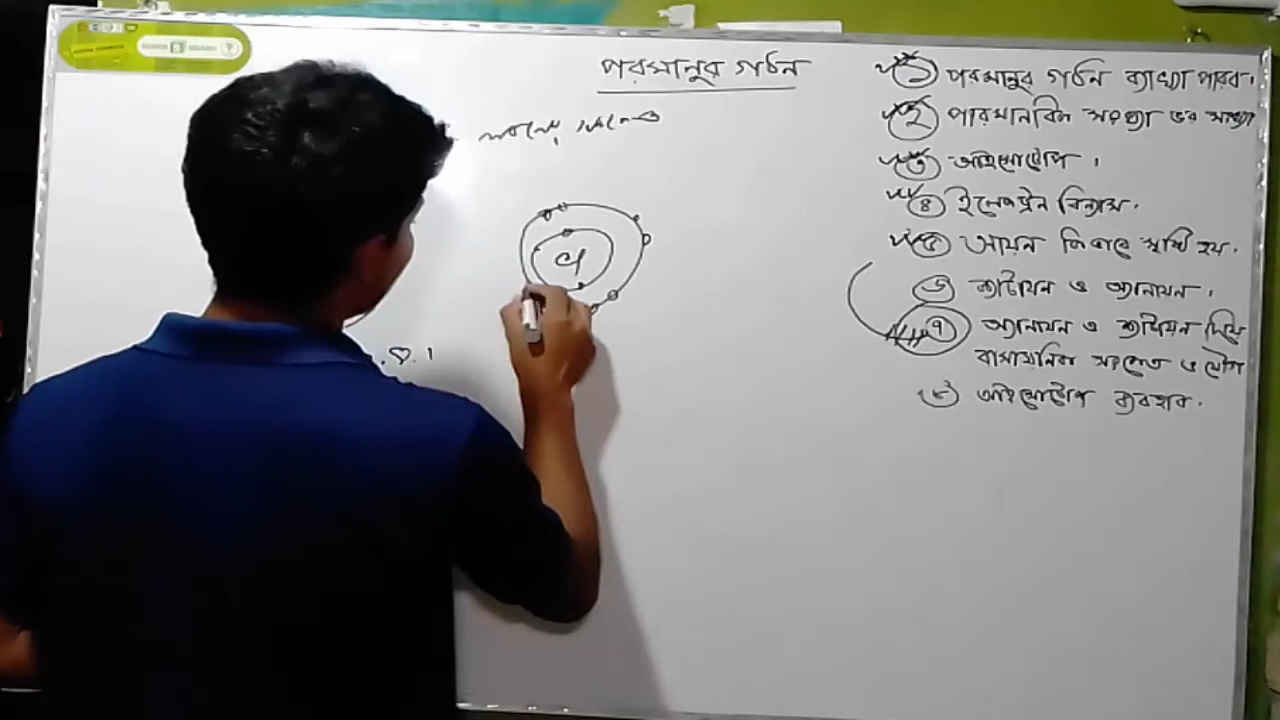 পরমানুর গঠন
১ পরমানুর গঠন ব্যাখ্যা পারব।
২ পারমানবিক সংখ্যা ভর সংখ্যা
৩ আইসোটোপ।
৪ ইলেকট্রন বিন্যাস.
৫ আয়ন কিভাবে সৃষ্টি হয়.
৬ ক্যাটায়ন ও অ্যানায়ন.
৭ অ্যানায়ন ও ক্যাটায়ন দিয়ে
রাসায়নিক সংকেত ও যৌগ
৮ আইসোটোপ ব্যবহার.